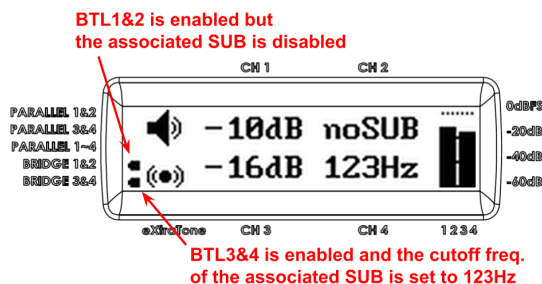 BTL1&2 is enabled but
the associated SUB is disabled
CH 1 CH 2
PARALLEL 1&2
PARALLEL 3&4
PARALLEL 1~4
BRIDGE 1&2
BRIDGE 3&4
-10dB noSUB
-16dB 123Hz
0dBFS
-20dB
-40dB
-60dB
eXtraTone CH 3 CH 4 1 2 3 4
BTL3&4 is enabled and the cutoff freq.
of the associated SUB is set to 123Hz